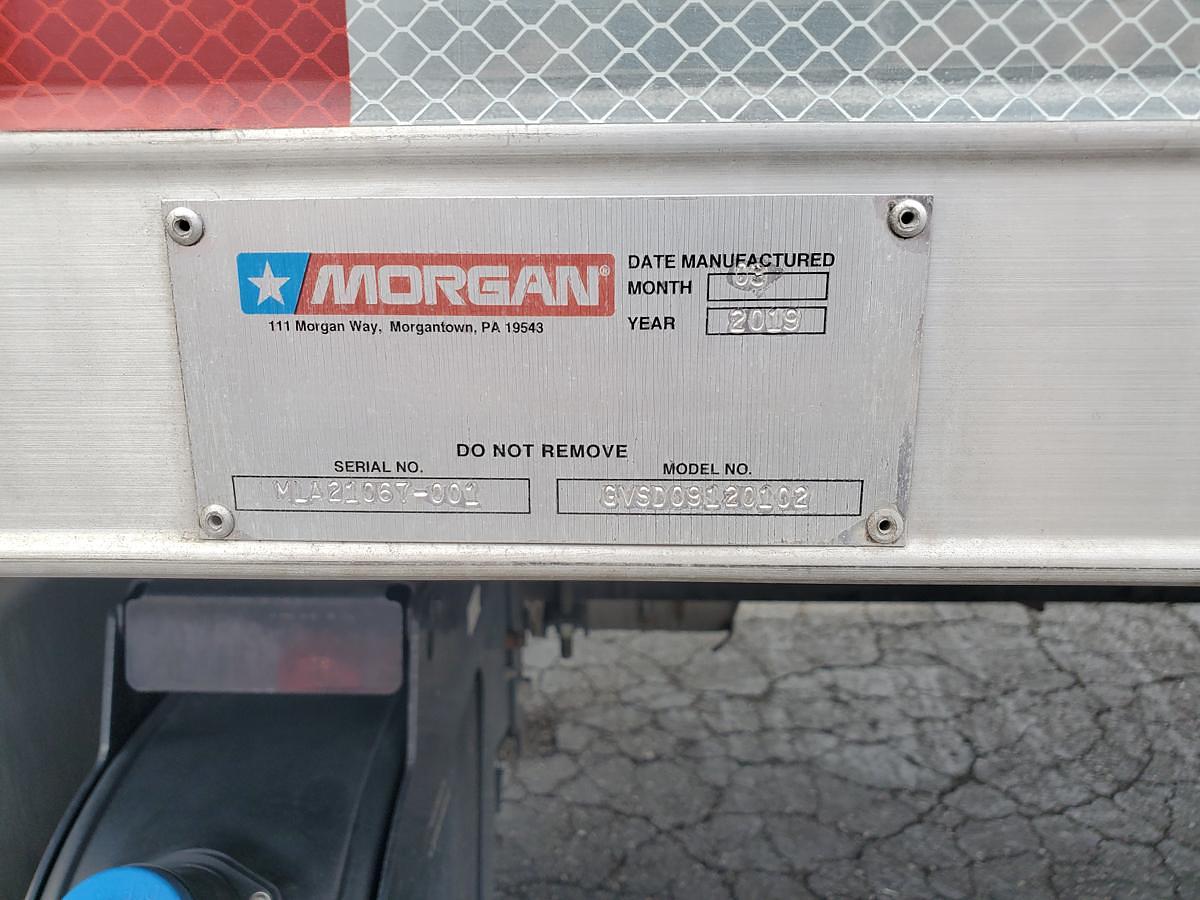 MORGAN®
111 Morgan Way, Morgantown, PA 19543
DATE MANUFACTURED
MONTH 03
YEAR 2019
DO NOT REMOVE
SERIAL NO.
MLA21067-001
MODEL NO.
GVSD09120102